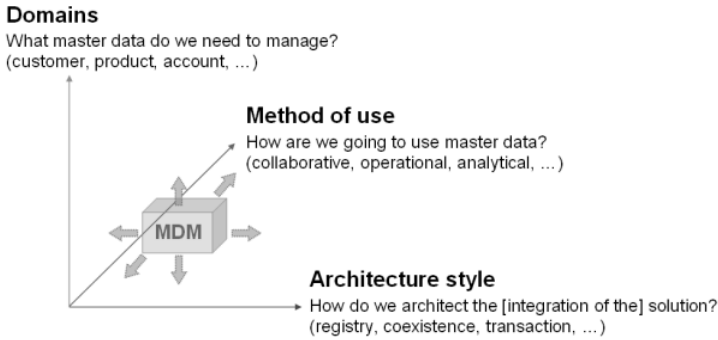 Domains
What master data do we need to manage?
(customer, product, account, …)
Method of use
How are we going to use master data?
(collaborative, operational, analytical, …)
MDM
Architecture style
How do we architect the [integration of the] solution?
(registry, coexistence, transaction, …)